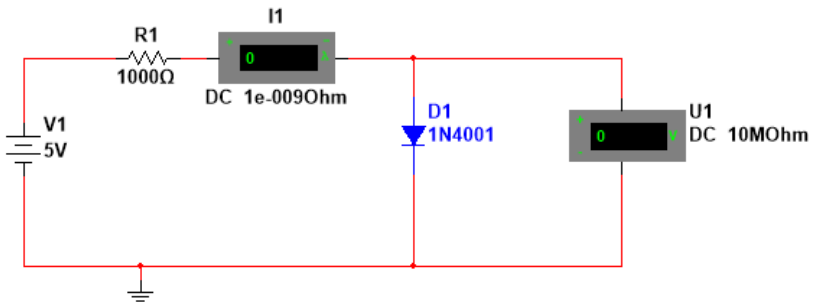 I1
R1
+ 0 - A
1000Ω
DC 1e-009Ohm
V1
5V
D1
1N4001
U1
+ 0 - V
DC 10MOhm